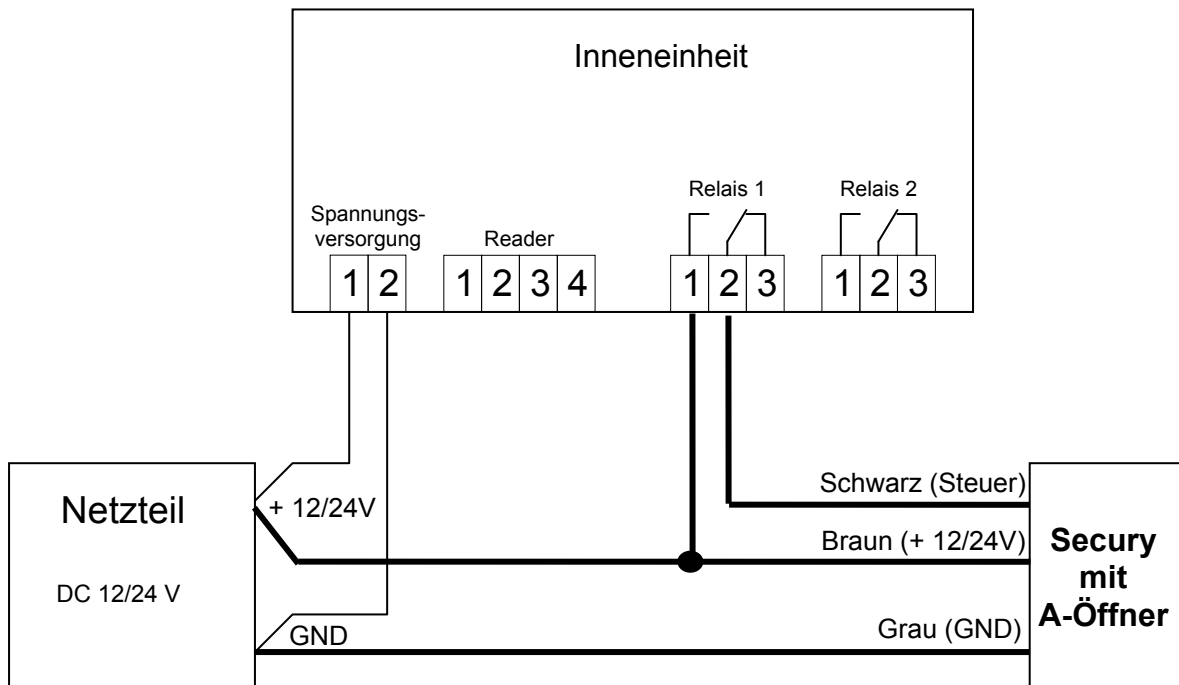 Inneneinheit
Relais 1
Relais 2
Spannungs-
versorgung
Reader
1 2
1 2 3 4
1 2 3
1 2 3
Netzteil
DC 12/24 V
+ 12/24V
GND
Schwarz (Steuer)
Braun (+ 12/24V)
Grau (GND)
Secury
mit
A-Öffner